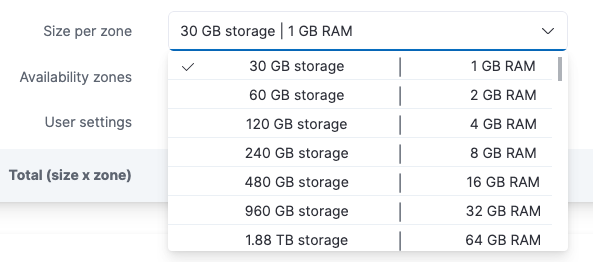 Size per zone 30 GB storage | 1 GB RAM
30 GB storage | 1 GB RAM
Availability zones
60 GB storage | 2 GB RAM
User settings
120 GB storage | 4 GB RAM
240 GB storage | 8 GB RAM
Total (size x zone)
480 GB storage | 16 GB RAM
960 GB storage | 32 GB RAM
1.88 TB storage | 64 GB RAM